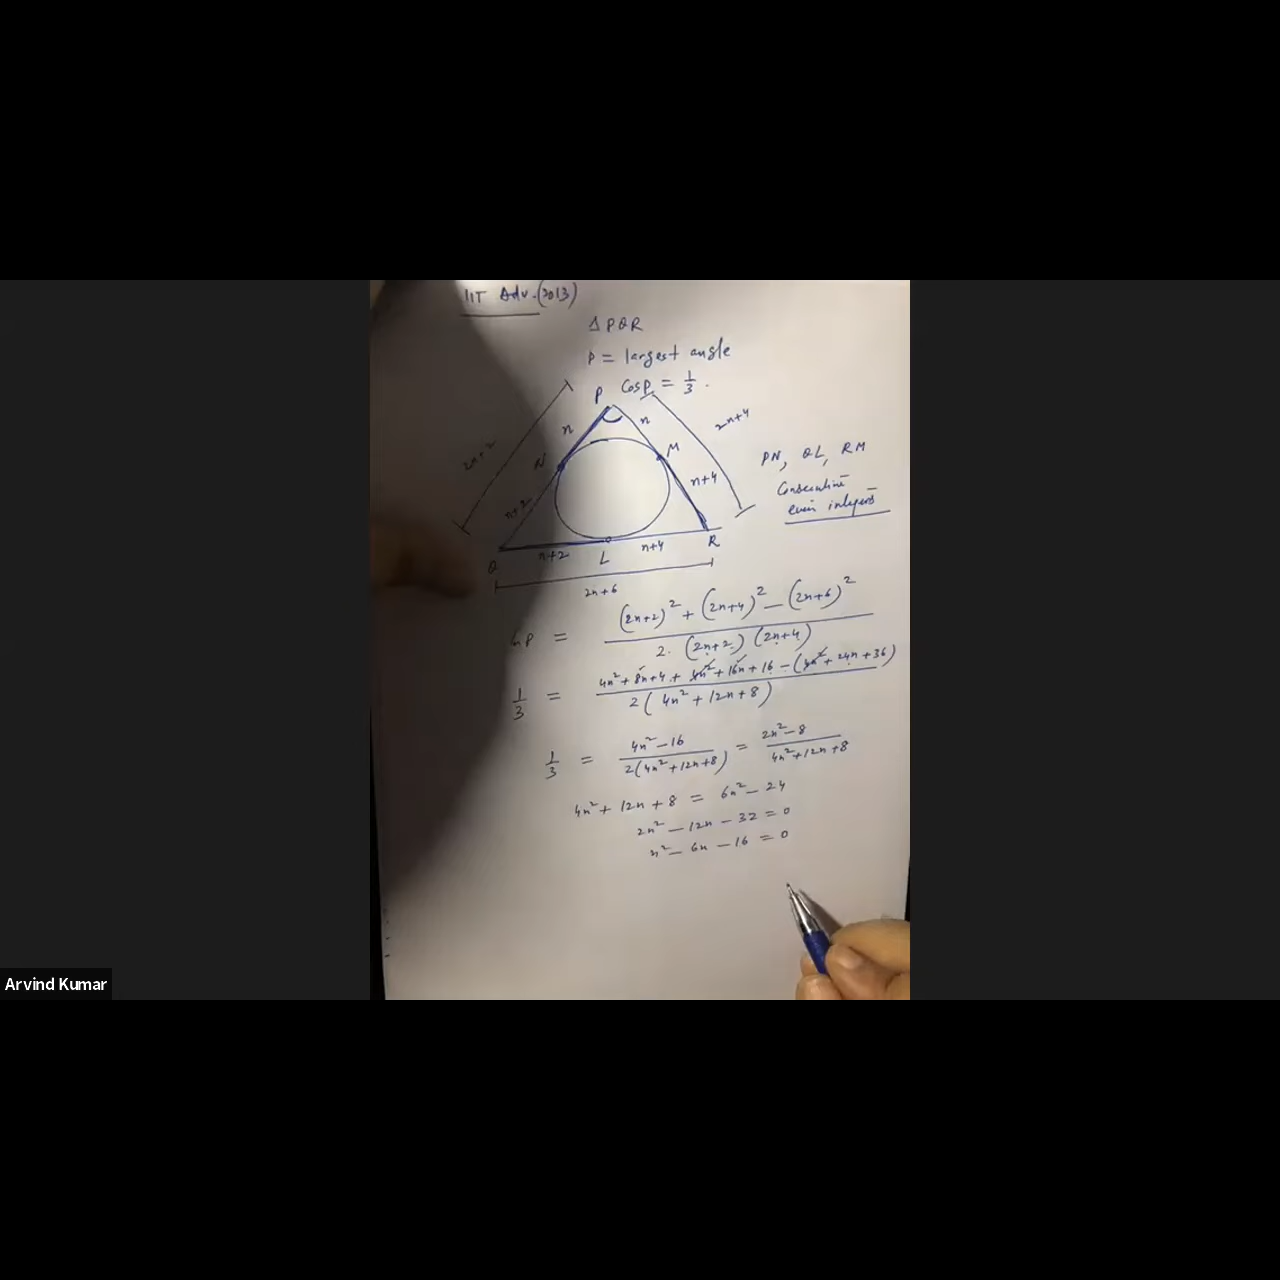 IIT Adv.(2013)
Δ PQR
P = largest angle
CosP = 1/3 .
P
n
n
2n+2
2n+4
N
M
n+2
n+4
PN, QL, RM
Consecutive
even integers
Q
n+2
L
n+4
R
2n+6
P = ((2n+2)² + (2n+4)² − (2n+6)²) / (2. (2n+2) (2n+4))
1/3 = (4n² + 8n+4 + 4n² + 16n + 16 − (4n² + 24n + 36)) / (2(4n² + 12n + 8))
1/3 = (4n² − 16) / (2(4n² + 12n + 8)) = (2n² − 8) / (4n² + 12n + 8)
4n² + 12n + 8 = 6n² − 24
2n² − 12n − 32 = 0
n² − 6n − 16 = 0
Arvind Kumar